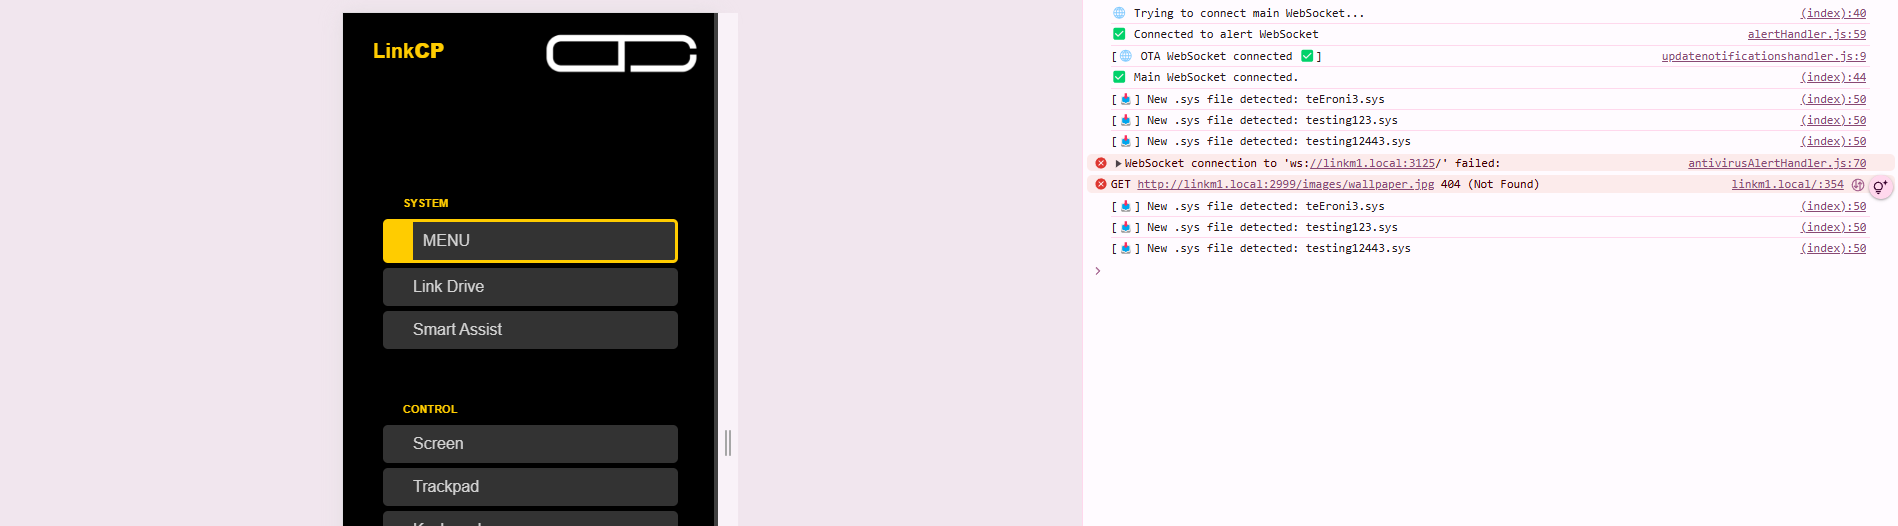 LinkCP
SYSTEM
MENU
Link Drive
Smart Assist
CONTROL
Screen
Trackpad
🌐 Trying to connect main WebSocket... (index):40
✅ Connected to alert WebSocket alertHandler.js:59
[🌐 OTA WebSocket connected ✅] updatenotificationshandler.js:9
✅ Main WebSocket connected. (index):44
[📥] New .sys file detected: teEroni3.sys (index):50
[📥] New .sys file detected: testing123.sys (index):50
[📥] New .sys file detected: testing12443.sys (index):50
WebSocket connection to 'ws://linkm1.local:3125/' failed: antivirusAlertHandler.js:70
GET http://linkm1.local:2999/images/wallpaper.jpg 404 (Not Found) linkm1.local/:354
[📥] New .sys file detected: teEroni3.sys (index):50
[📥] New .sys file detected: testing123.sys (index):50
[📥] New .sys file detected: testing12443.sys (index):50